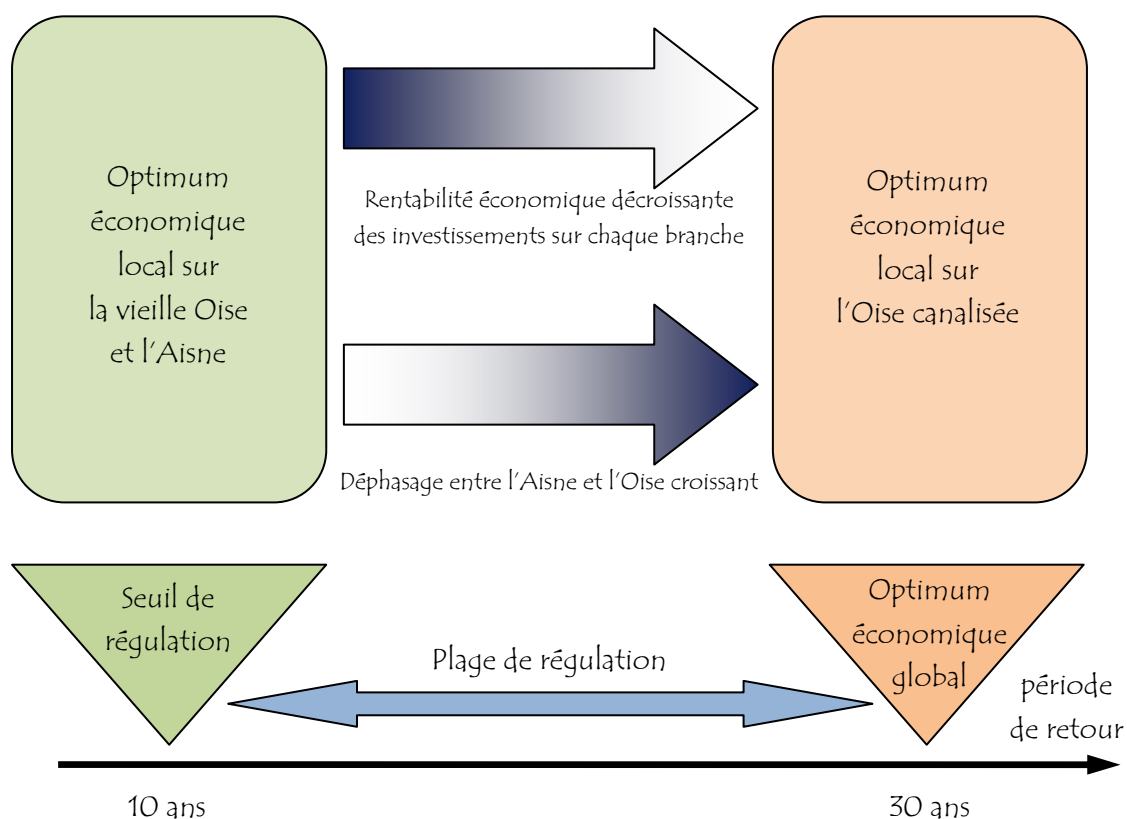 Optimum
économique
local sur
la vieille Oise
et l'Aisne
Rentabilité économique décroissante
des investissements sur chaque branche
Déphasage entre l'Aisne et l'Oise croissant
Optimum
économique
local sur
l'Oise canalisée
Seuil de
régulation
Plage de régulation
Optimum
économique
global
période
de retour
10 ans
30 ans